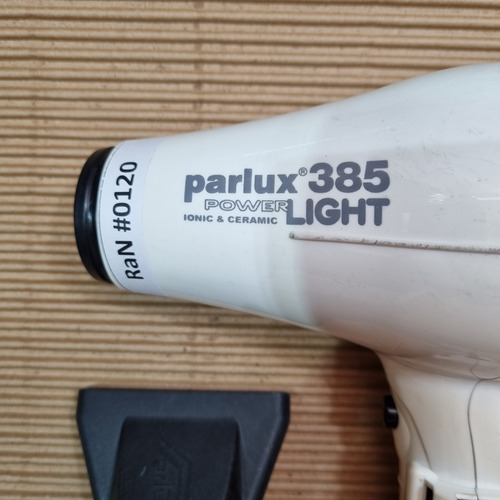 RaN #0120
parlux® 385
POWER LIGHT
IONIC & CERAMIC